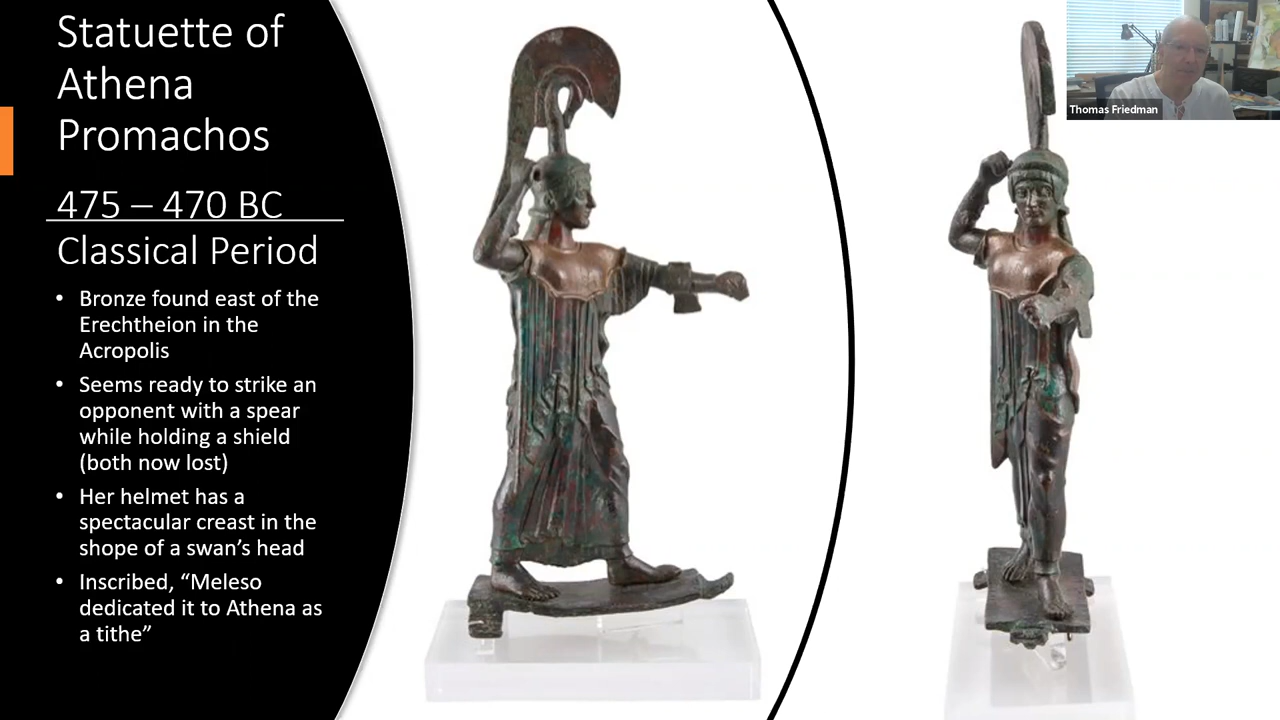 Statuette of
Athena
Promachos
475 – 470 BC
Classical Period
• Bronze found east of the
Erechtheion in the
Acropolis
• Seems ready to strike an
opponent with a spear
while holding a shield
(both now lost)
• Her helmet has a
spectacular creast in the
shope of a swan’s head
• Inscribed, “Meleso
dedicated it to Athena as
a tithe”
Thomas Friedman